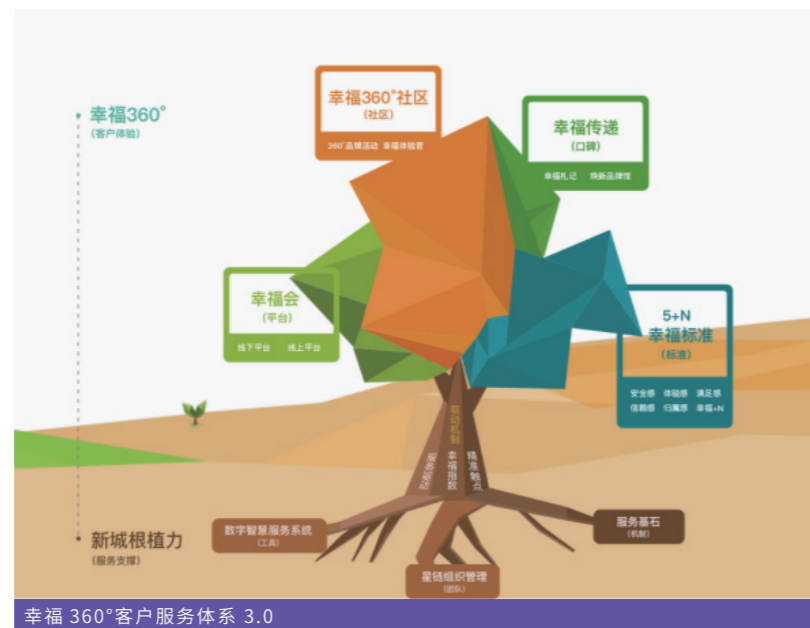 幸福360°社区
(社区)
360°品牌活动 幸福体验官
幸福360°
(客户体验)
幸福传递
(口碑)
幸福札记 焕新品牌馆
幸福会
(平台)
线下平台 线上平台
5+N
幸福标准
(标准)
安全感 体验感 满足感
信赖感 归属感 幸福+N
驱动机制
幸福指数
精准触点
数字智慧服务系统
(工具)
服务基石
(机制)
新城根植力
(服务支撑)
星链组织管理
(团队)
幸福 360°客户服务体系 3.0